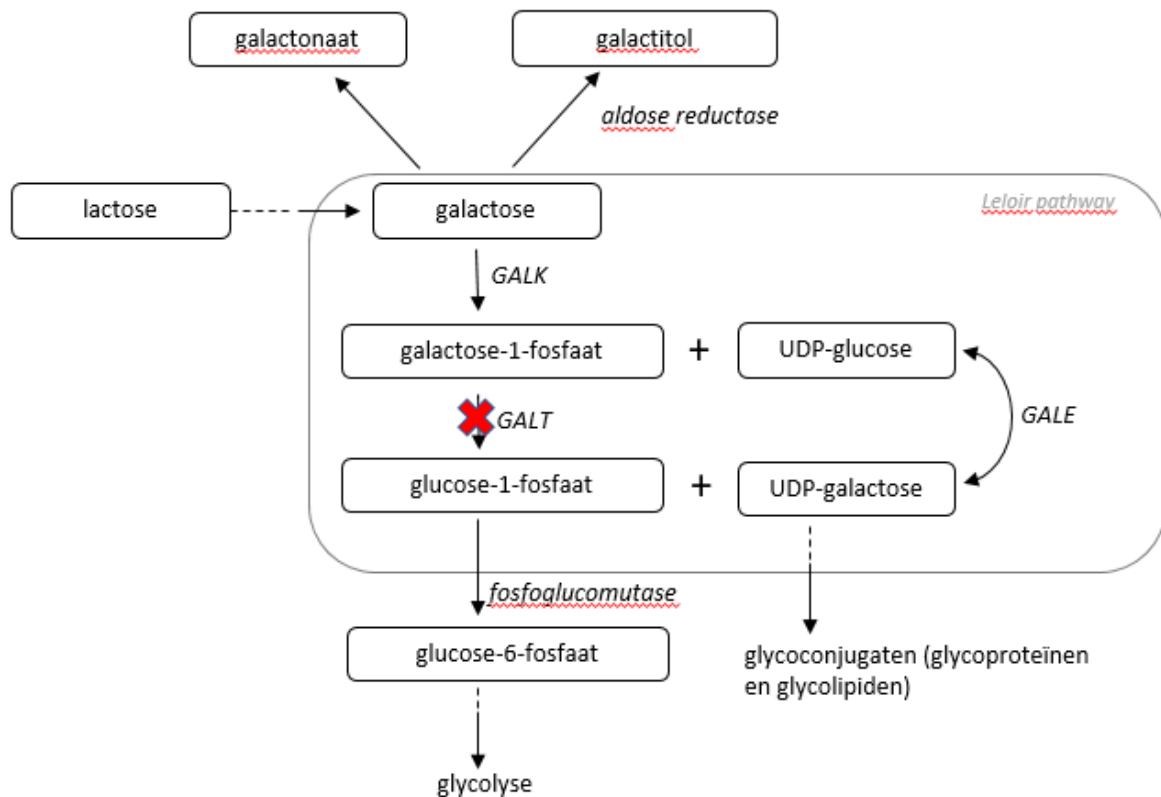 galactonaat
galactitol
aldose reductase
lactose
galactose
Leloir pathway
GALK
galactose-1-fosfaat
+
UDP-glucose
GALT
GALE
glucose-1-fosfaat
+
UDP-galactose
fosfoglucomutase
glucose-6-fosfaat
glycoconjugaten (glycoproteïnen
en glycolipiden)
glycolyse